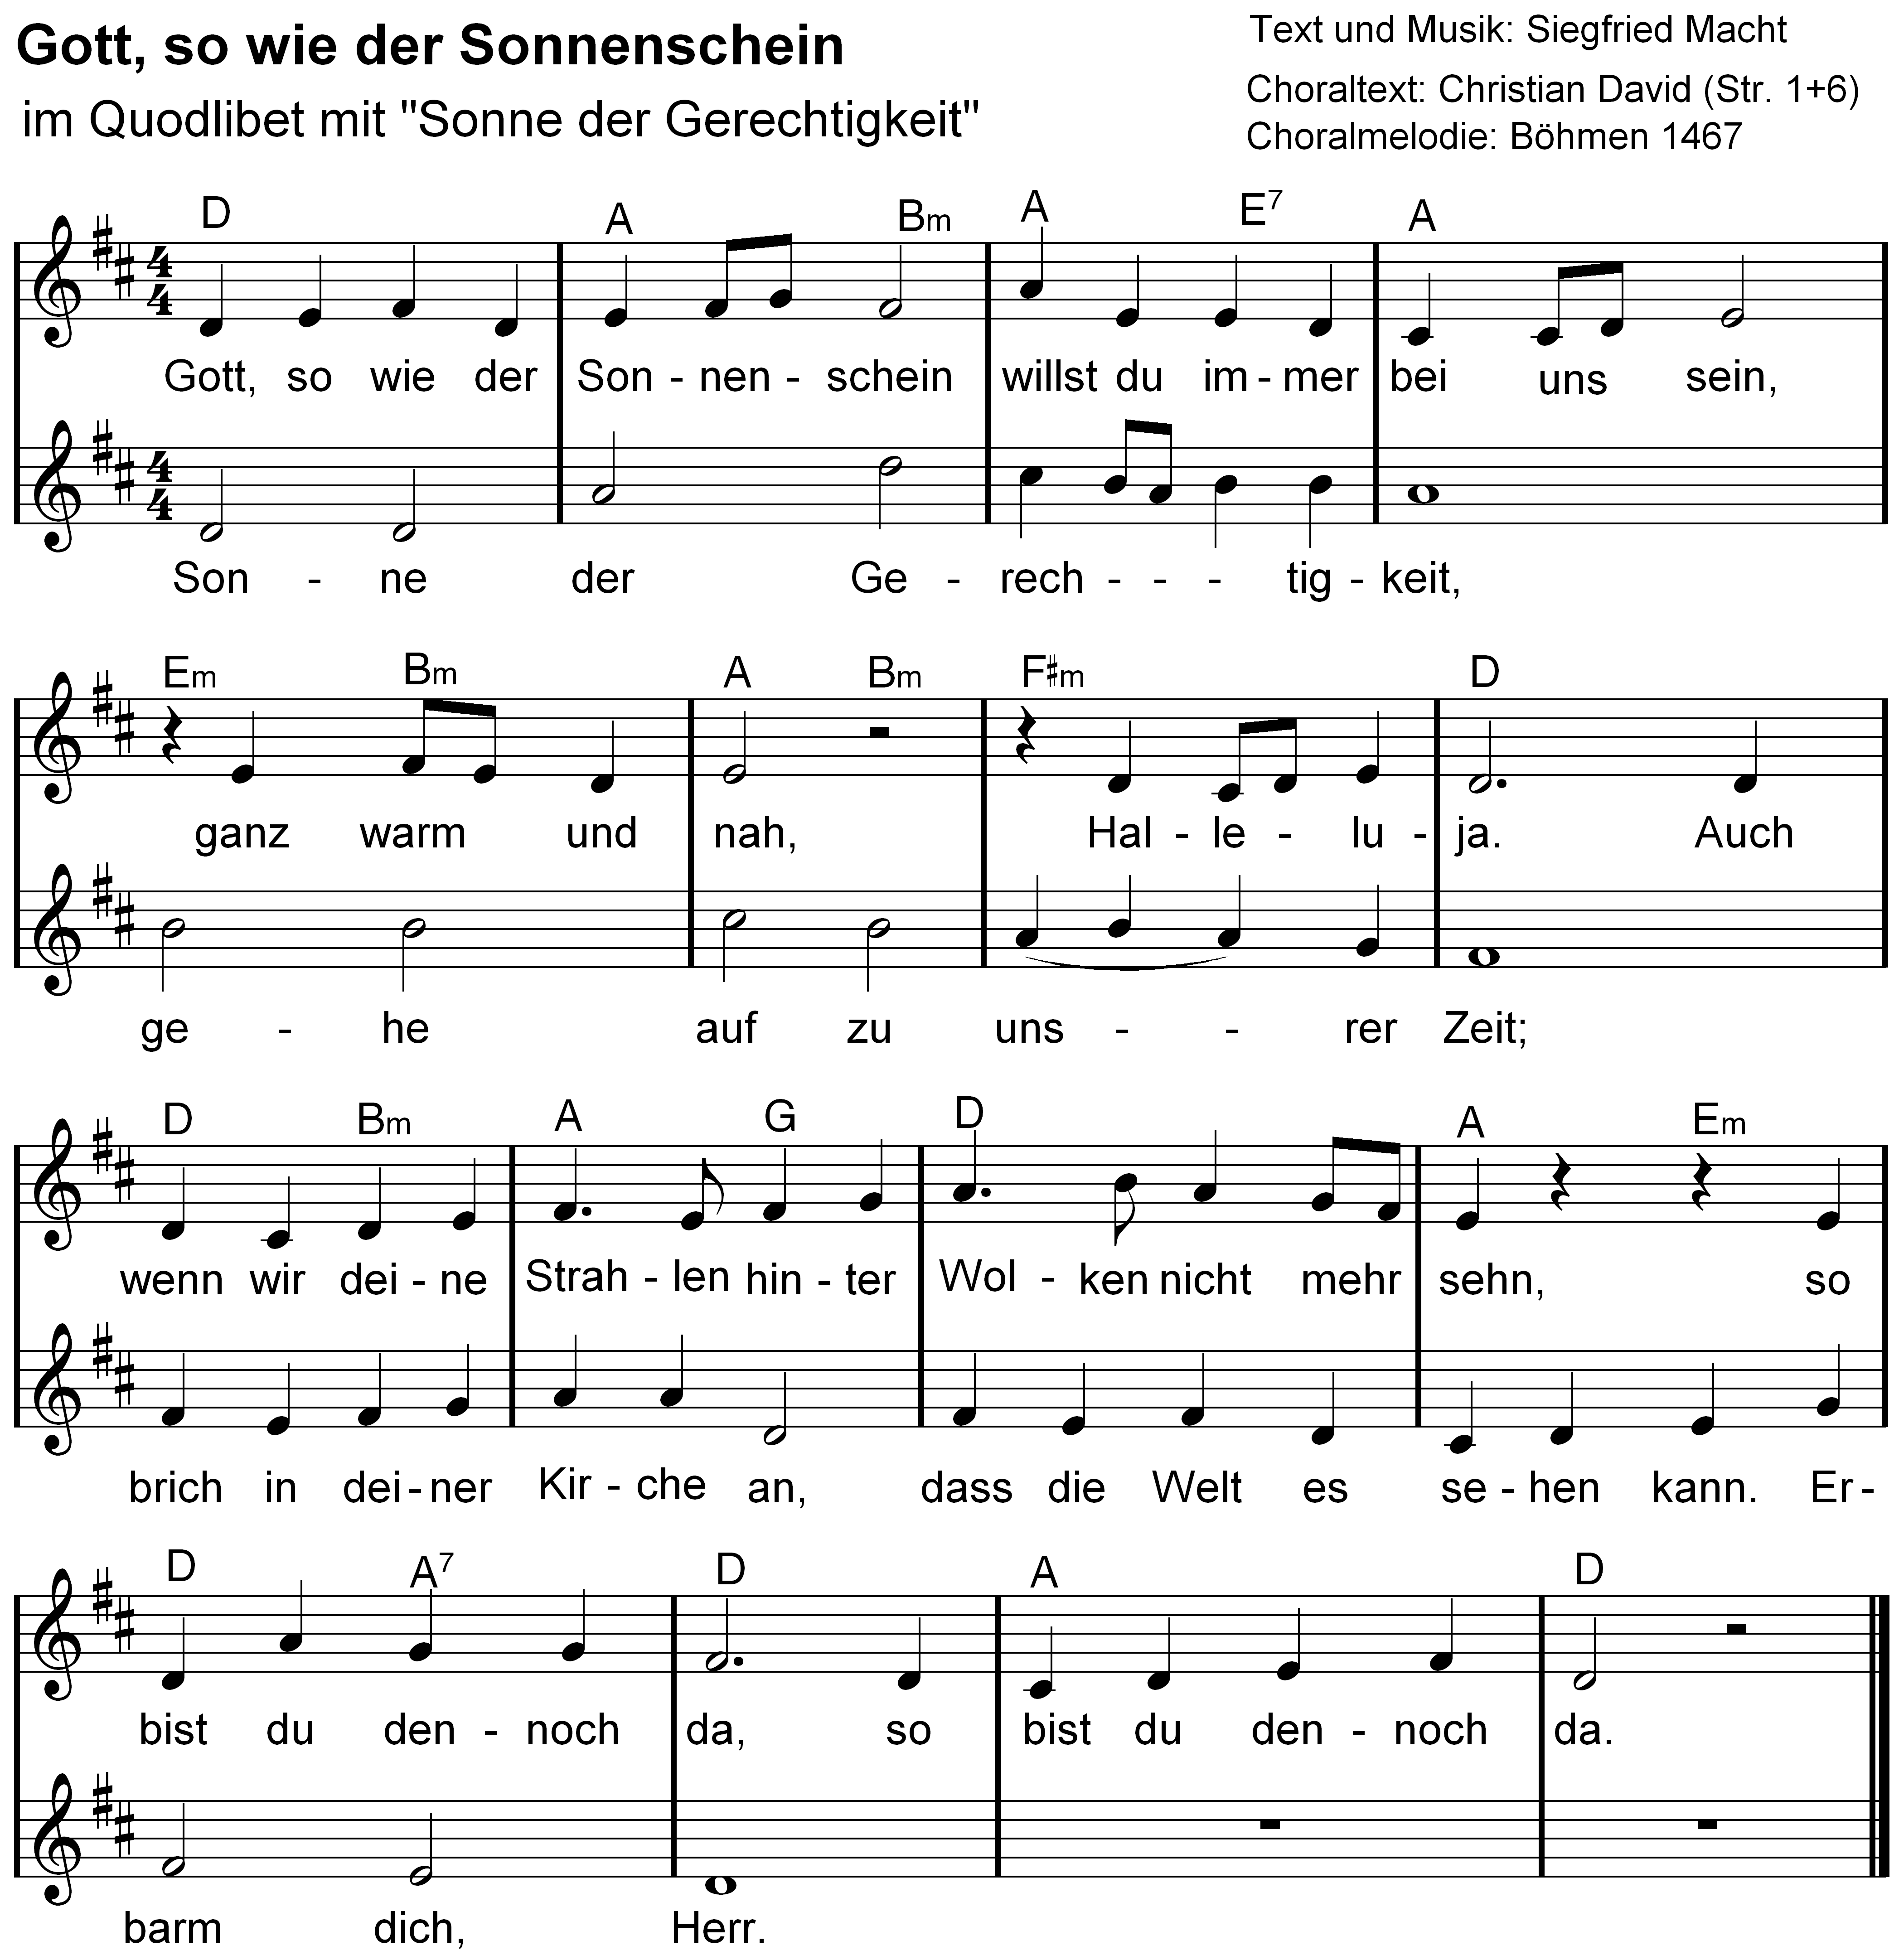 Gott, so wie der Sonnenschein
Text und Musik: Siegfried Macht
im Quodlibet mit "Sonne der Gerechtigkeit"
Choraltext: Christian David (Str. 1+6)
Choralmelodie: Böhmen 1467
D A Bm A E7 A
4 4
Gott, so wie der Son - nen - schein willst du im - mer bei uns sein,
4 4
Son - ne der Ge - rech - - - tig - keit,
Em Bm A Bm F#m D
ganz warm und nah, Hal - le - lu - ja. Auch
ge - he auf zu uns - - rer Zeit;
D Bm A G D A Em
wenn wir dei - ne Strah - len hin - ter Wol - ken nicht mehr sehn, so
brich in dei - ner Kir - che an, dass die Welt es se - hen kann. Er -
D A7 D A D
bist du den - noch da, so bist du den - noch da.
barm dich, Herr.